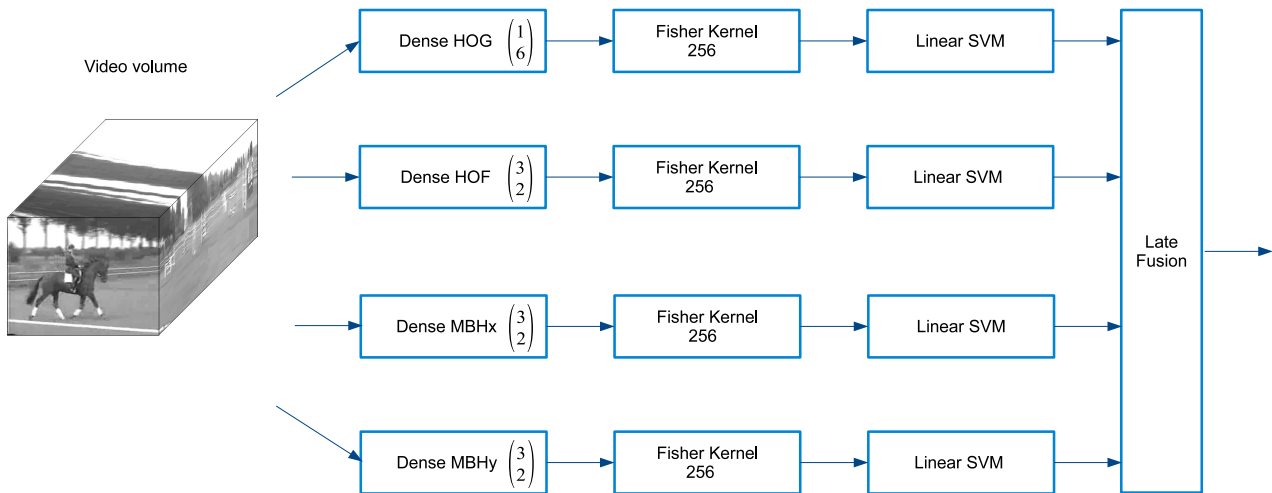 Video volume
Dense HOG (1 6)
Fisher Kernel
256
Linear SVM
Dense HOF (3 2)
Fisher Kernel
256
Linear SVM
Dense MBHx (3 2)
Fisher Kernel
256
Linear SVM
Dense MBHy (3 2)
Fisher Kernel
256
Linear SVM
Late
Fusion